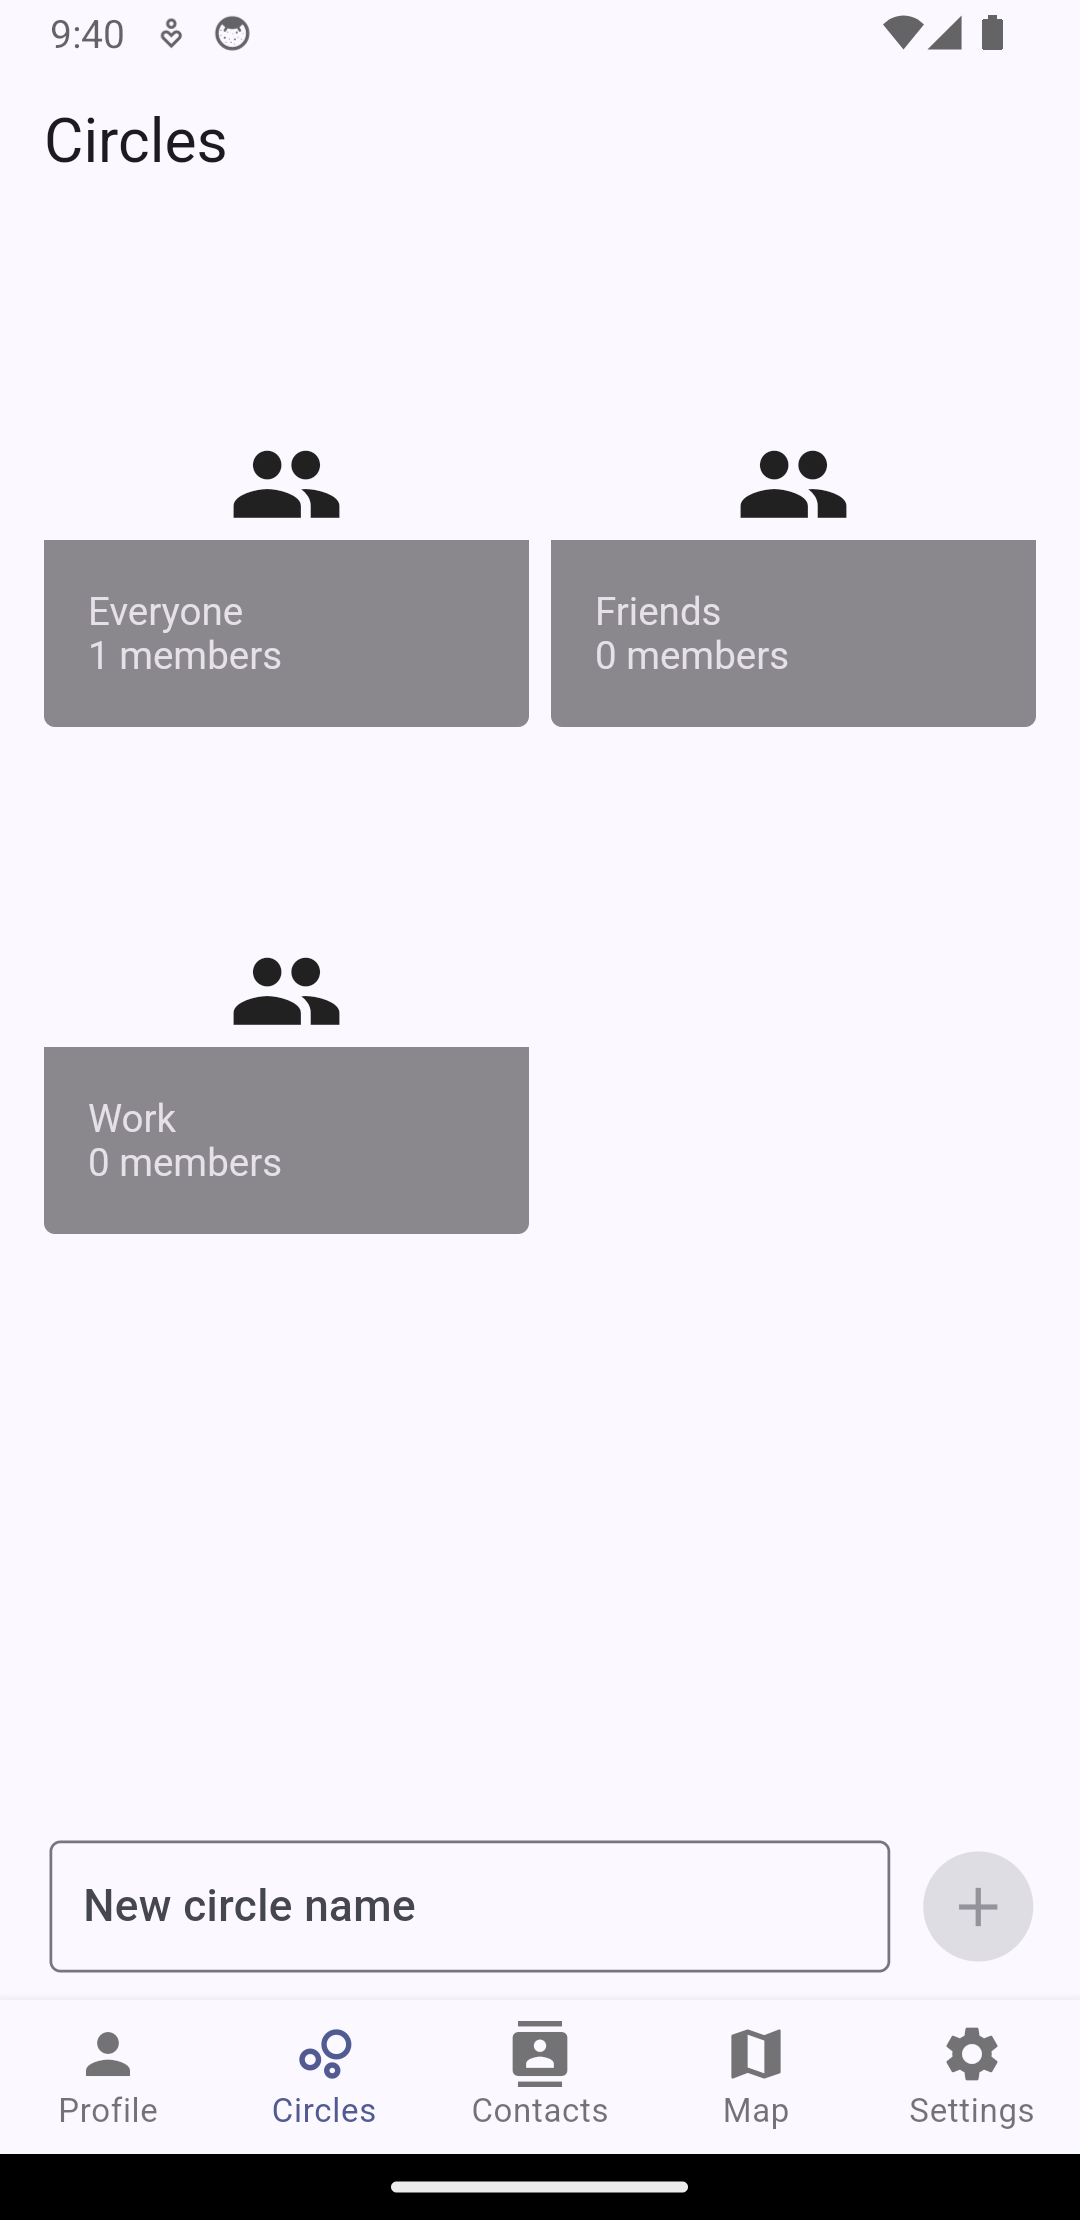 9:40
Circles
Everyone
1 members
Friends
0 members
Work
0 members
New circle name
Profile
Circles
Contacts
Map
Settings